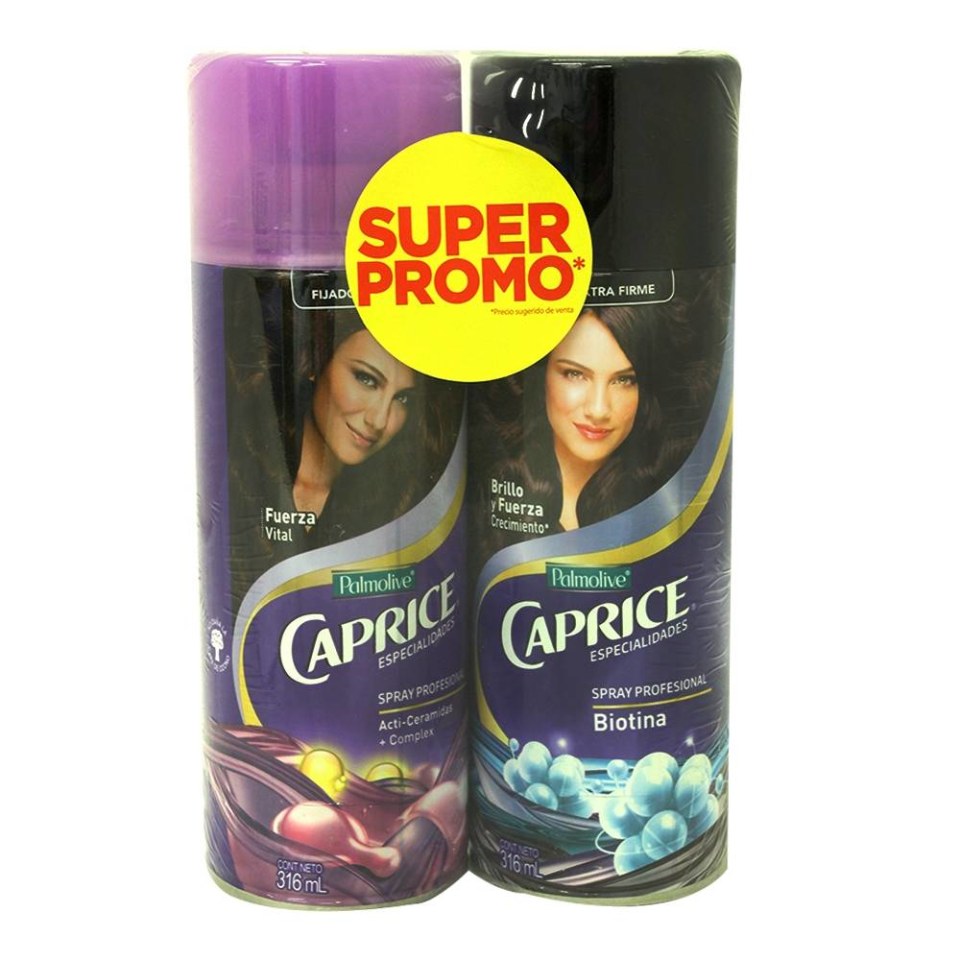 SUPER
PROMO*
*Precio sugerido de venta
FIJADO
XTRA FIRME
Fuerza
Vital
Palmolive®
CAPRICE
ESPECIALIDADES
SPRAY PROFESIONAL
Acti-Ceramidas
+ Complex
CONT. NETO
316 mL
Brillo
y Fuerza
Crecimiento*
Palmolive®
CAPRICE®
ESPECIALIDADES
SPRAY PROFESIONAL
Biotina
CONT. NETO
316 mL